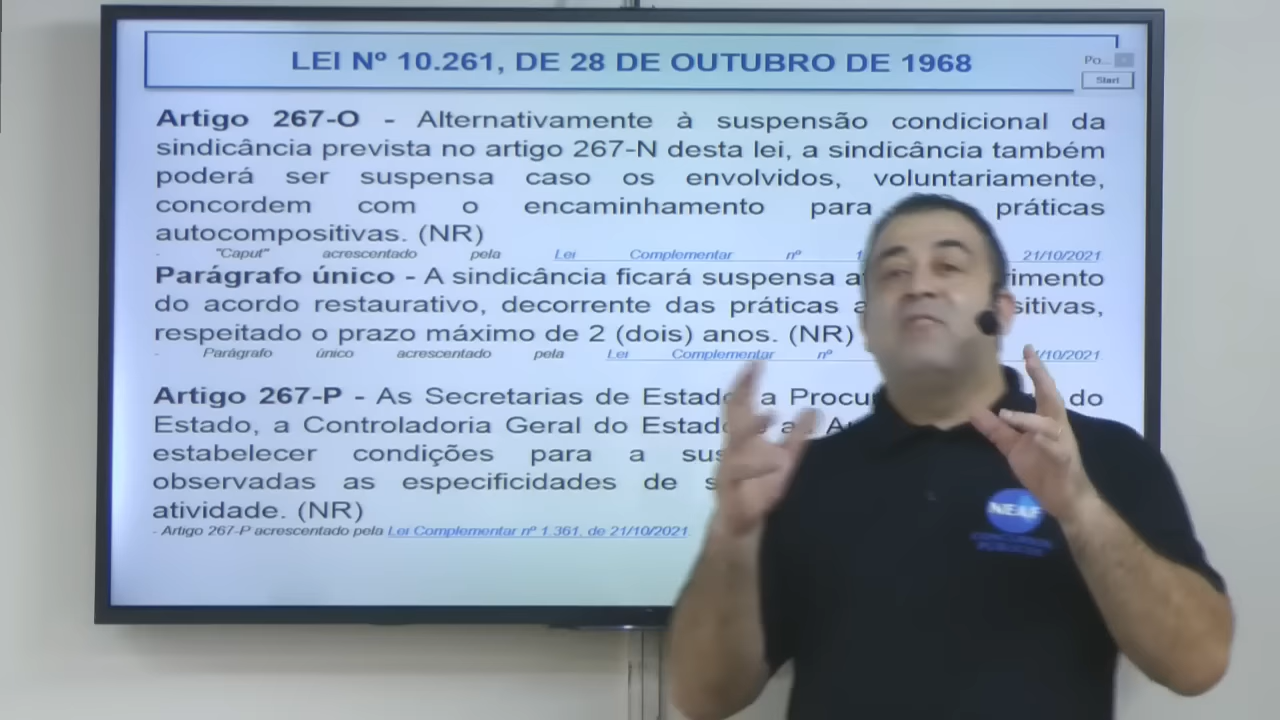 LEI Nº 10.261, DE 28 DE OUTUBRO DE 1968
Po...
Start
Artigo 267-O - Alternativamente à suspensão condicional da
sindicância prevista no artigo 267-N desta lei, a sindicância também
poderá ser suspensa caso os envolvidos, voluntariamente,
concordem com o encaminhamento para práticas
autocompositivas. (NR)
- "Caput" acrescentado pela Lei Complementar nº 21/10/2021
Parágrafo único - A sindicância ficará suspensa
do acordo restaurativo, decorrente das práticas
respeitado o prazo máximo de 2 (dois) anos. (NR)
- Parágrafo único acrescentado pela Lei Complementar nº /10/2021
Artigo 267-P - As Secretarias de Estado, a do
Estado, a Controladoria Geral do Estado
estabelecer condições para a
observadas as especificidades de
atividade. (NR)
- Artigo 267-P acrescentado pela Lei Complementar nº 1.361, de 21/10/2021.
NEAF